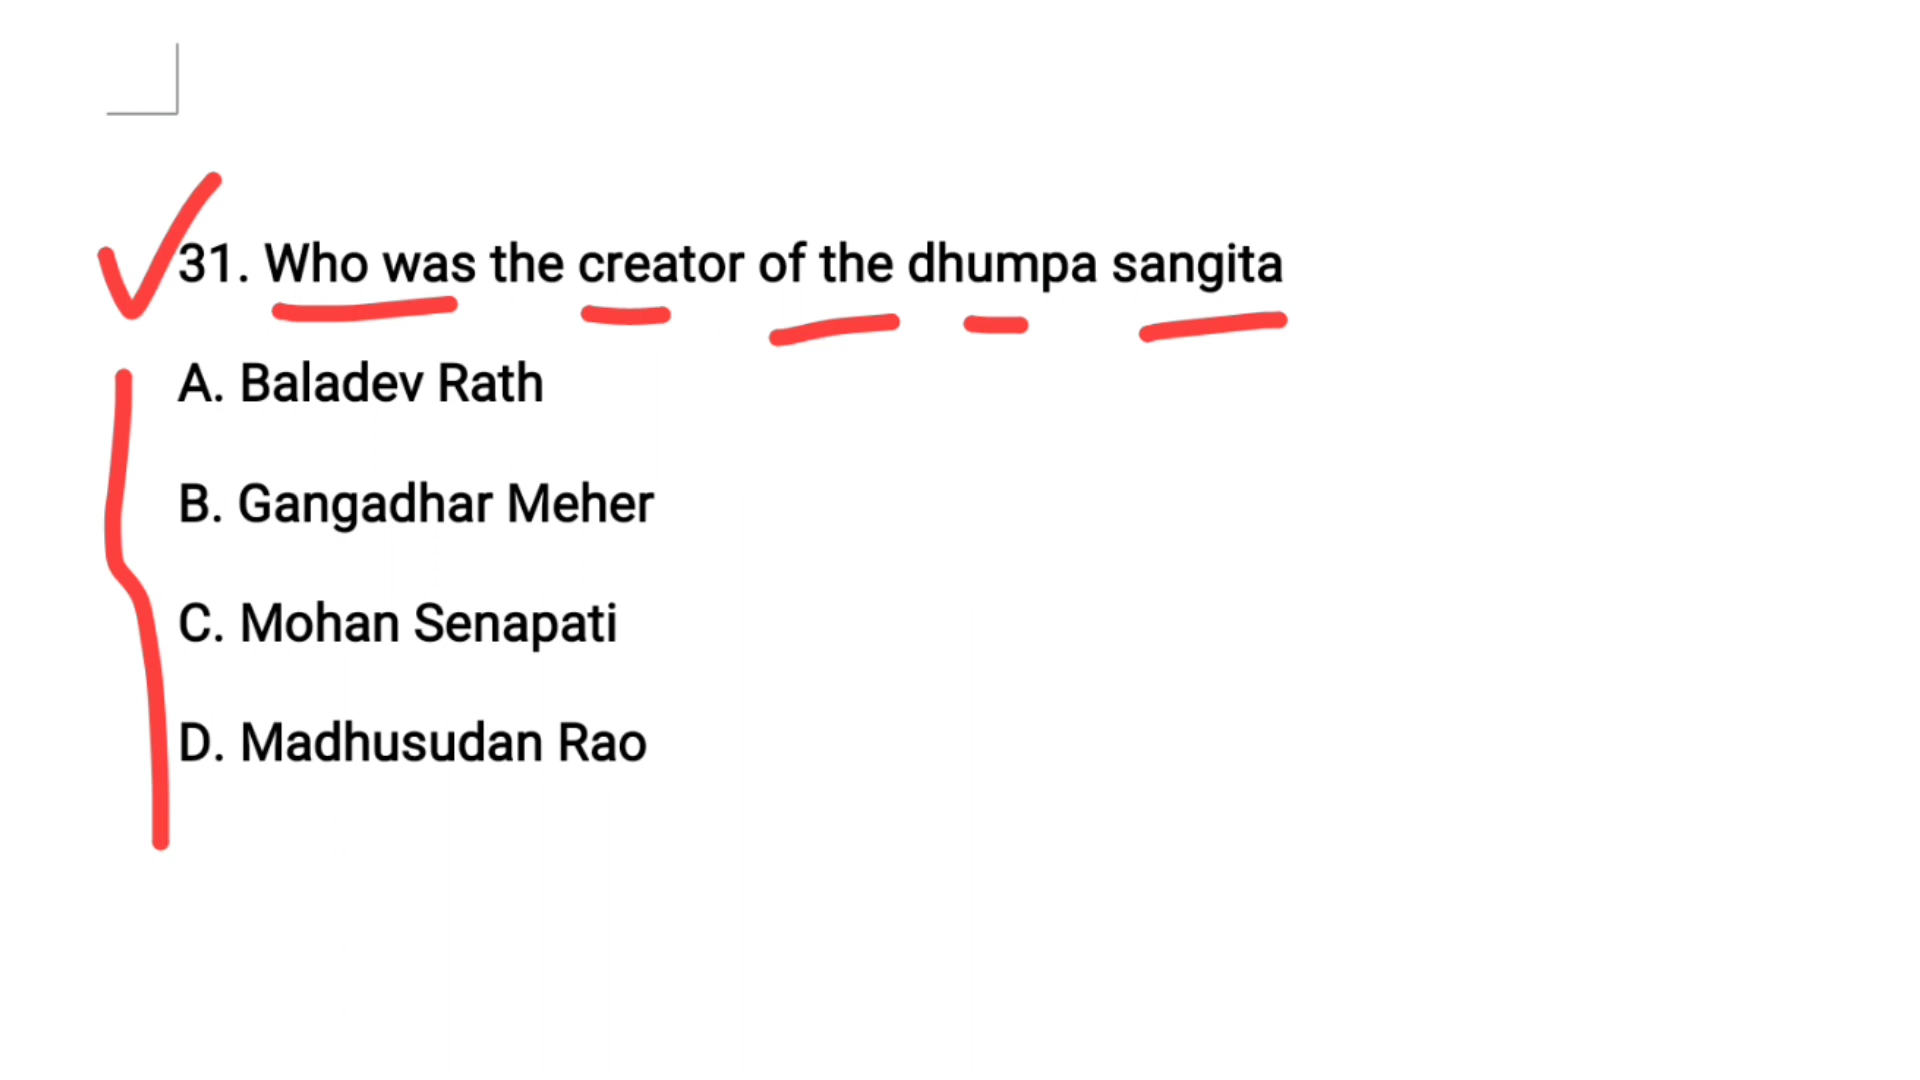 31. Who was the creator of the dhumpa sangita
A. Baladev Rath
B. Gangadhar Meher
C. Mohan Senapati
D. Madhusudan Rao